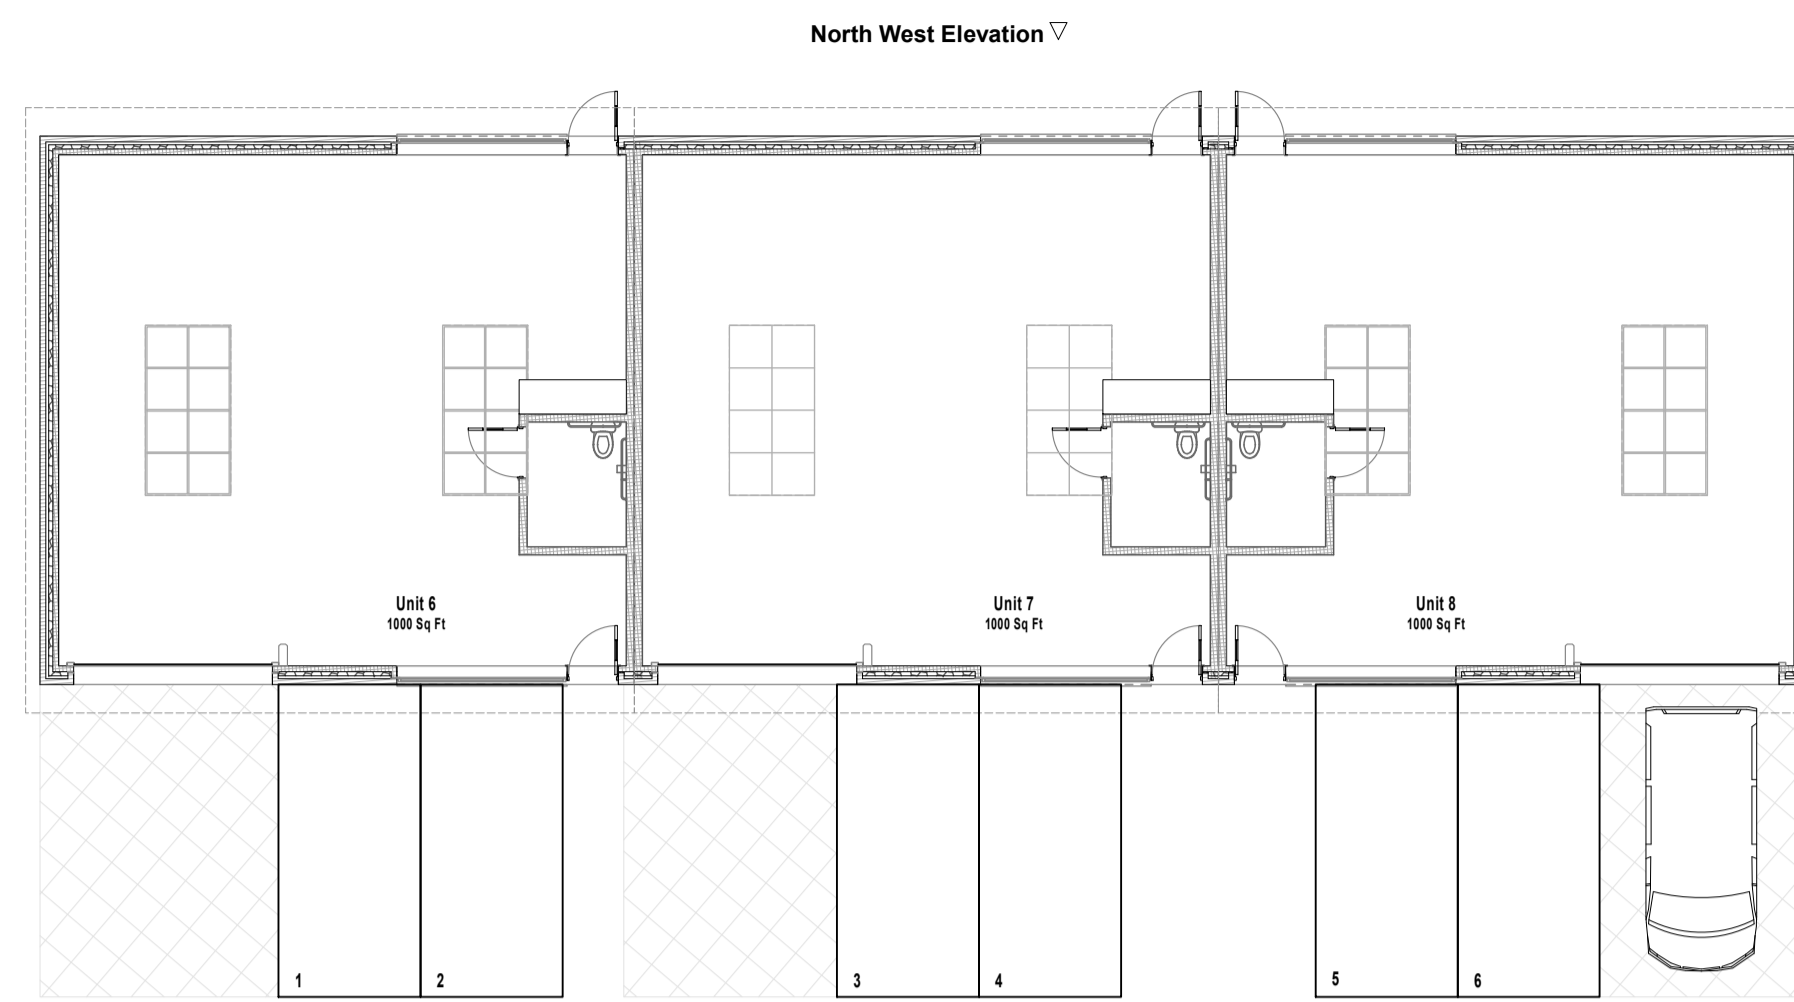 North West Elevation
Unit 6
1000 Sq Ft
Unit 7
1000 Sq Ft
Unit 8
1000 Sq Ft
1
2
3
4
5
6